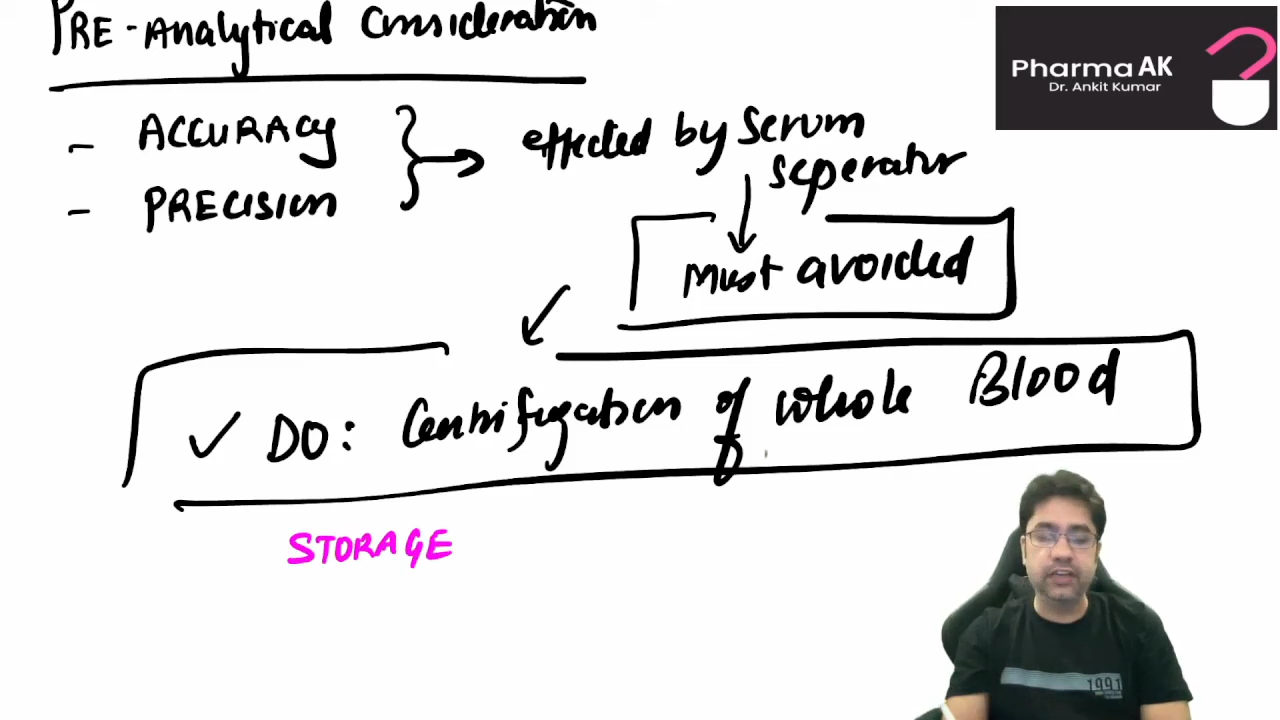 PRE-Analytical Consideration
- ACCURACY
- PRECISION
effected by Serum
seperator
Must avoided
✓ DO: Centrifugation of whole Blood
STORAGE
Pharma AK
Dr. Ankit Kumar
1991